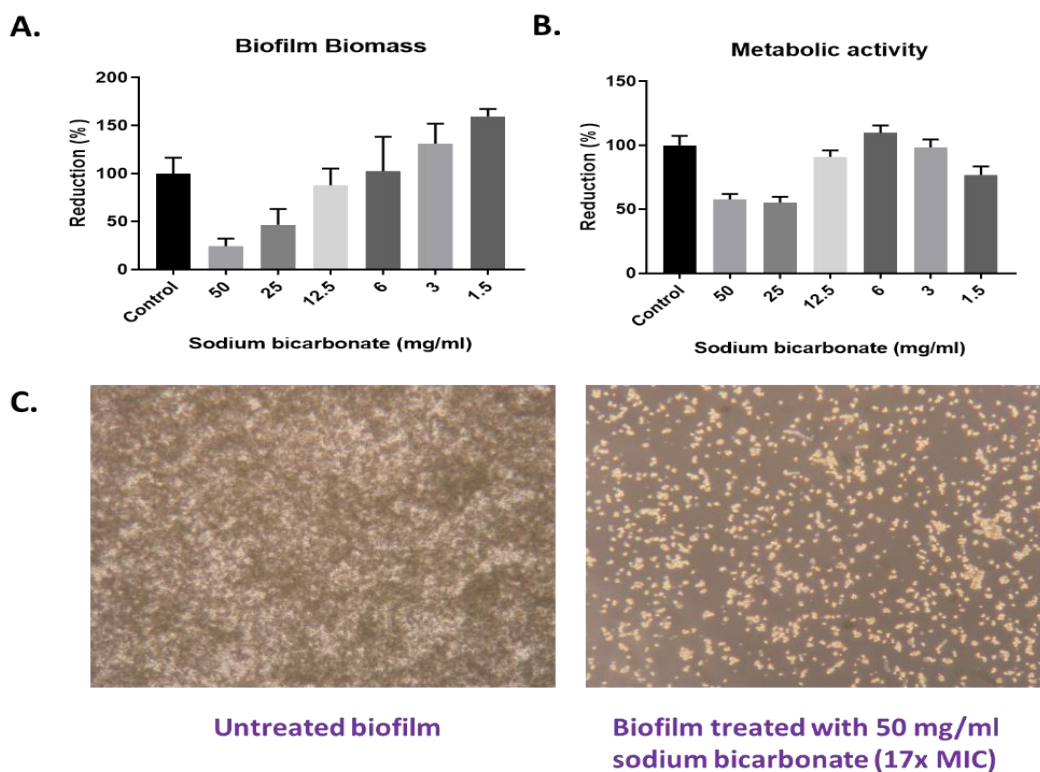 A.
Biofilm Biomass
Reduction (%)
200
150
100
50
0
Control
50
25
12.5
6
3
1.5
Sodium bicarbonate (mg/ml)
B.
Metabolic activity
Reduction (%)
150
100
50
0
Control
50
25
12.5
6
3
1.5
Sodium bicarbonate (mg/ml)
C.
Untreated biofilm
Biofilm treated with 50 mg/ml
sodium bicarbonate (17x MIC)